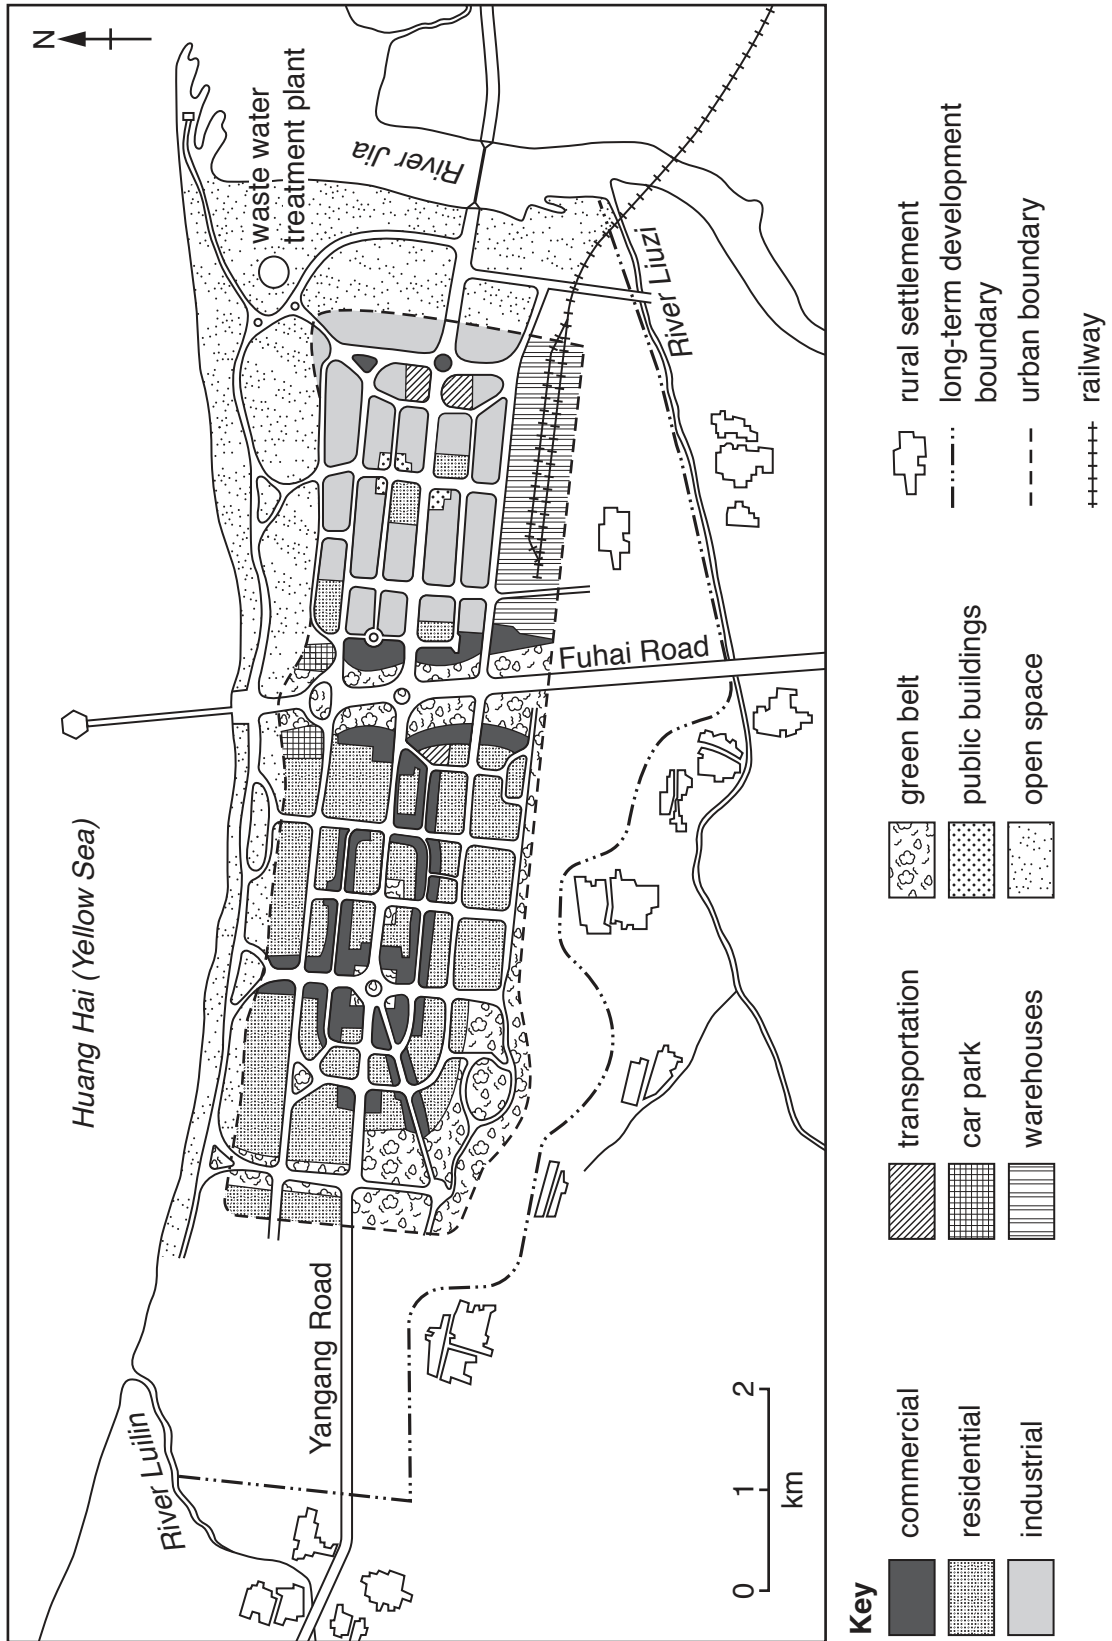 N
Huang Hai (Yellow Sea)
waste water
treatment plant
River Jia
River Liuzi
Fuhai Road
Yangang Road
River Luilin
0 1 2
km
Key
commercial
residential
industrial
transportation
car park
warehouses
green belt
public buildings
open space
rural settlement
long-term development
boundary
urban boundary
railway